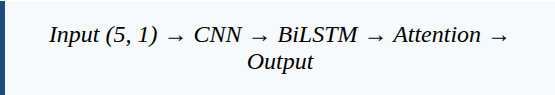 Input (5, 1) → CNN → BiLSTM → Attention →
Output